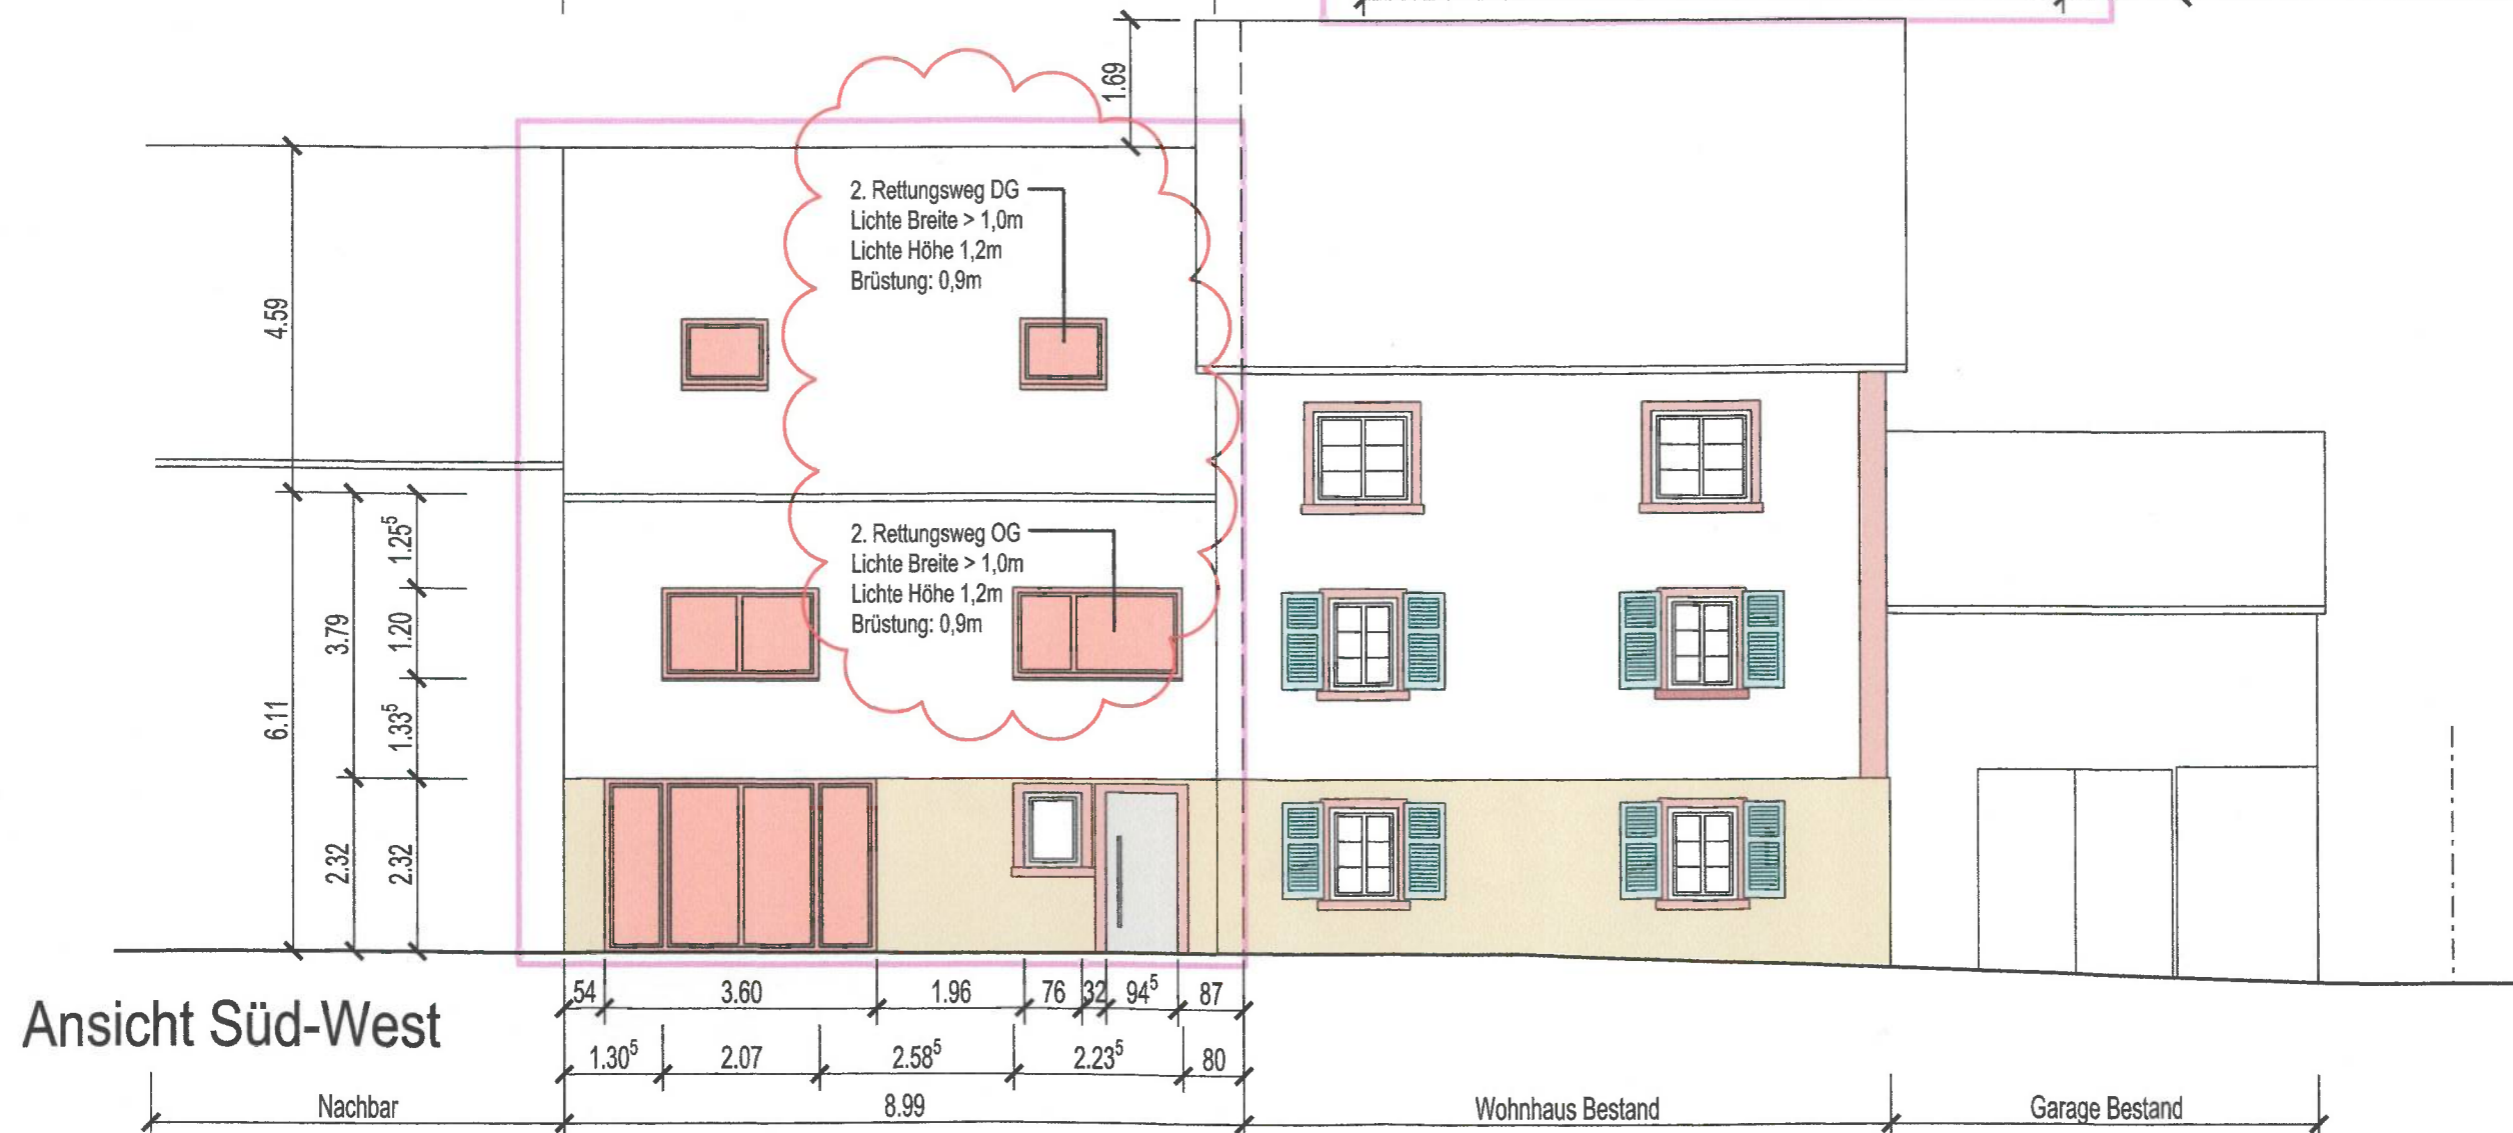 1.69
2. Rettungsweg DG
Lichte Breite > 1,0m
Lichte Höhe 1,2m
Brüstung: 0,9m
4.59
2. Rettungsweg OG
Lichte Breite > 1,0m
Lichte Höhe 1,2m
Brüstung: 0,9m
1.25⁵
1.20
3.79
1.33⁵
6.11
2.32
2.32
54 3.60 1.96 76 32 94⁵ 87
Ansicht Süd-West
1.30⁵ 2.07 2.58⁵ 2.23⁵ 80
Nachbar 8.99 Wohnhaus Bestand Garage Bestand